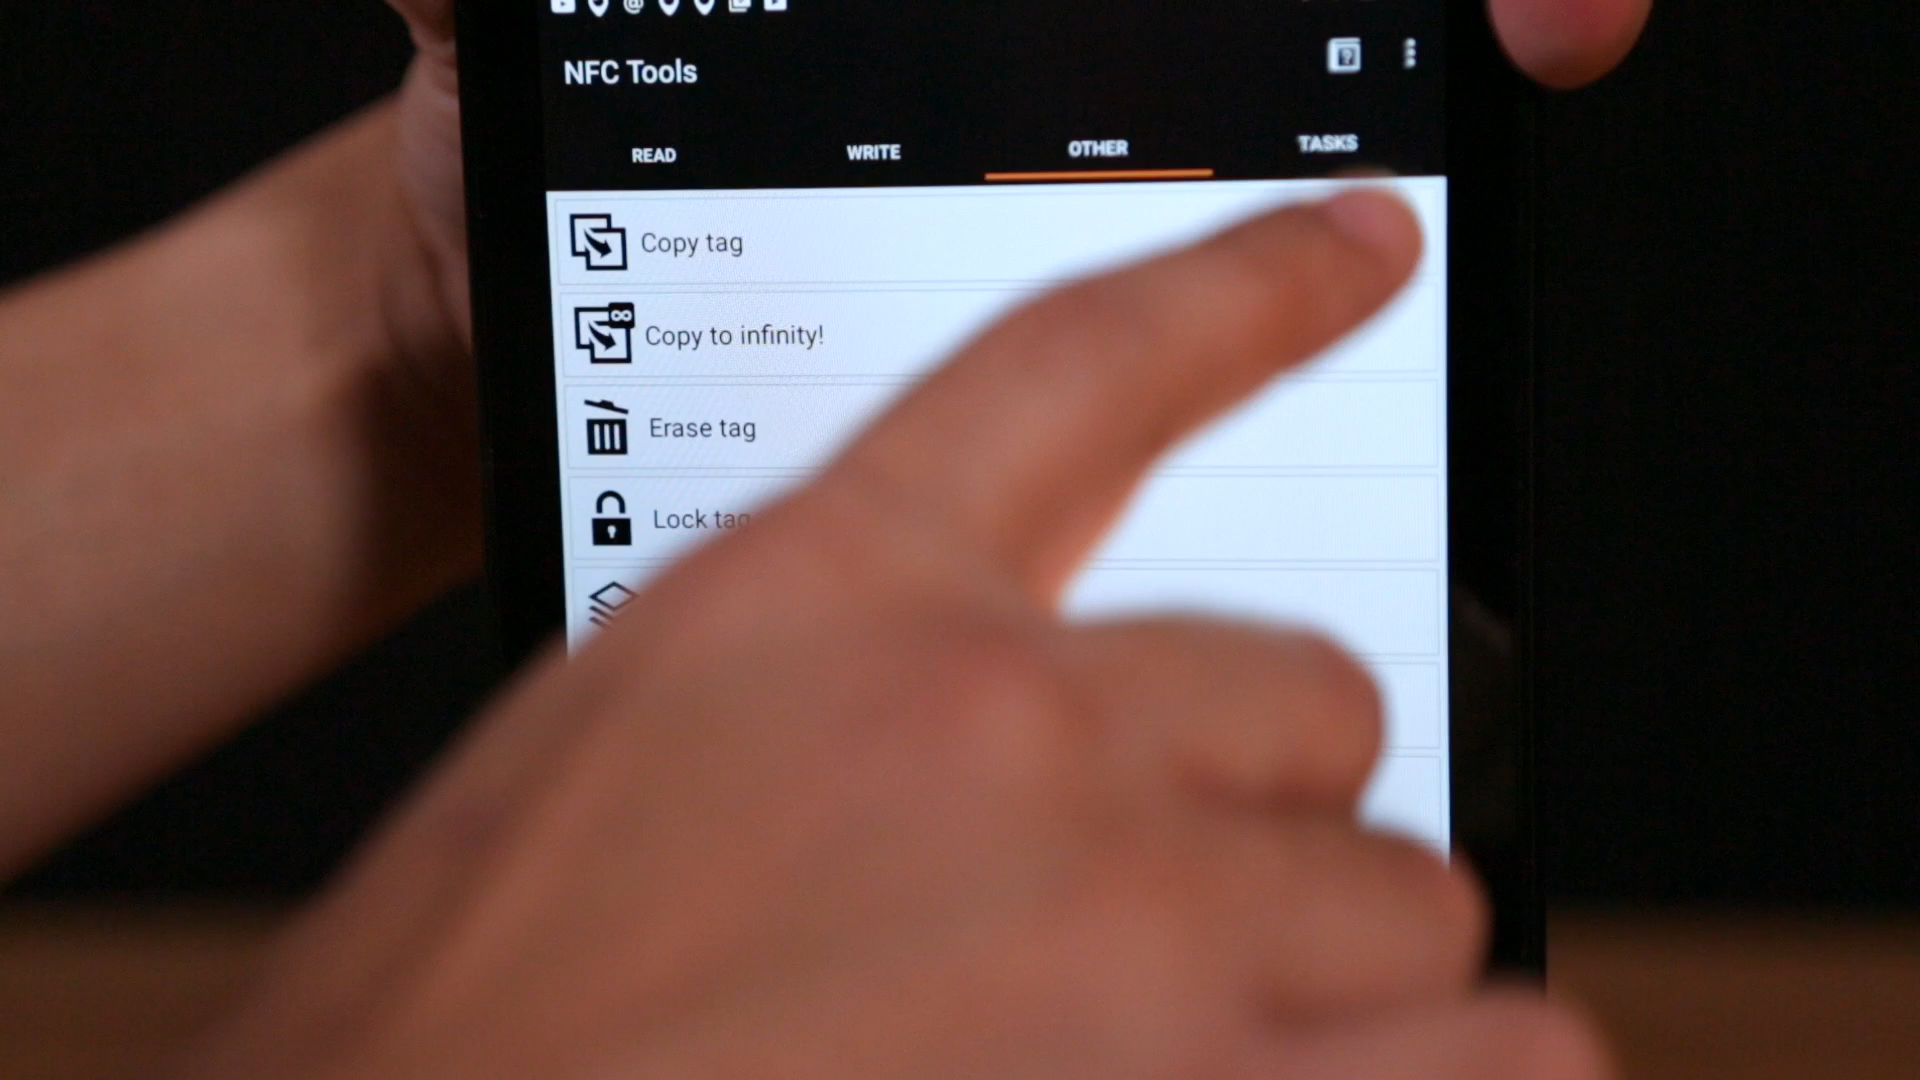 NFC Tools
READ WRITE OTHER TASKS
Copy tag
Copy to infinity!
Erase tag
Lock tag